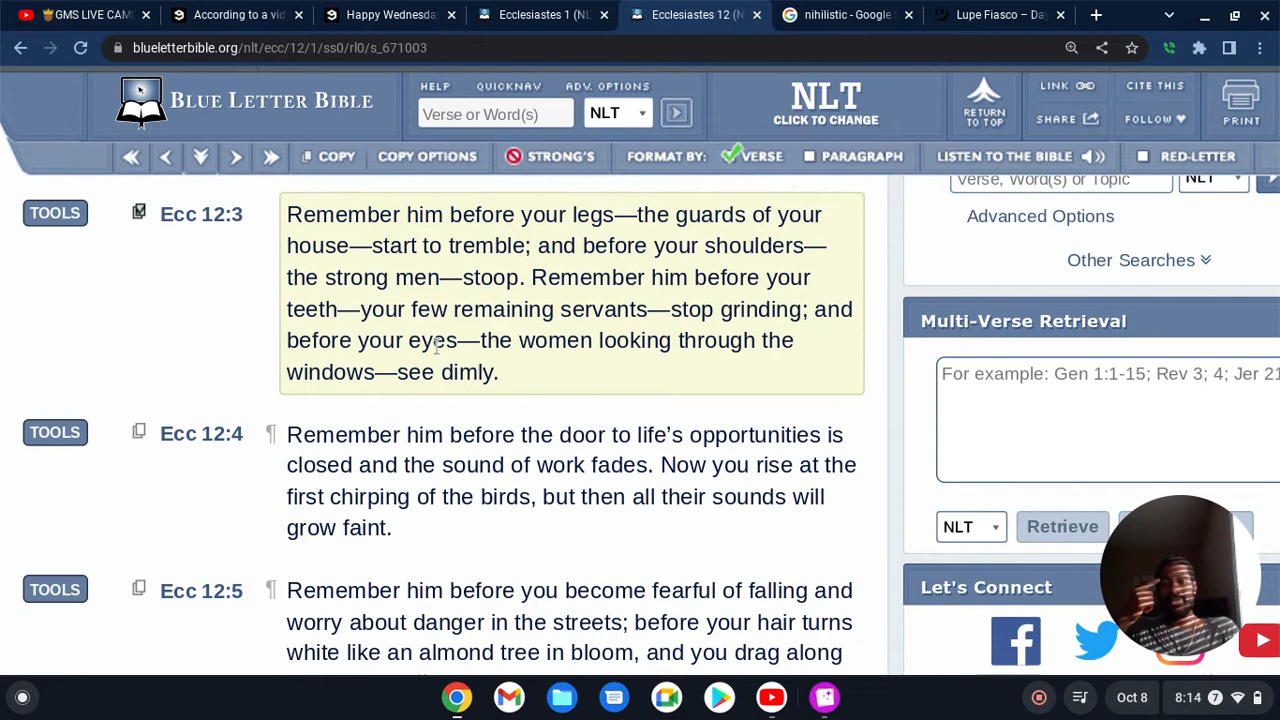 GMS LIVE CAM
According to a vid
Happy Wednesda
Ecclesiastes 1 (NL
Ecclesiastes 12 (N
nihilistic - Google
Lupe Fiasco – Da
blueletterbible.org/nlt/ecc/12/1/ss0/rl0/s_671003
BLUE LETTER BIBLE
HELP QUICKNAV ADV. OPTIONS
Verse or Word(s)
NLT
NLT
CLICK TO CHANGE
RETURN
TO TOP
LINK
CITE THIS
SHARE
FOLLOW
PRINT
COPY COPY OPTIONS STRONG'S FORMAT BY: VERSE PARAGRAPH LISTEN TO THE BIBLE RED-LETTER
TOOLS Ecc 12:3
Remember him before your legs—the guards of your
house—start to tremble; and before your shoulders—
the strong men—stoop. Remember him before your
teeth—your few remaining servants—stop grinding; and
before your eyes—the women looking through the
windows—see dimly.
TOOLS Ecc 12:4 ¶
Remember him before the door to life’s opportunities is
closed and the sound of work fades. Now you rise at the
first chirping of the birds, but then all their sounds will
grow faint.
TOOLS Ecc 12:5 ¶
Remember him before you become fearful of falling and
worry about danger in the streets; before your hair turns
white like an almond tree in bloom, and you drag along
Verse, Word(s) or Topic
NLT
Advanced Options
Other Searches
Multi-Verse Retrieval
For example: Gen 1:1-15; Rev 3; 4; Jer 21
NLT
Retrieve
Let's Connect
Oct 8
8:14
7